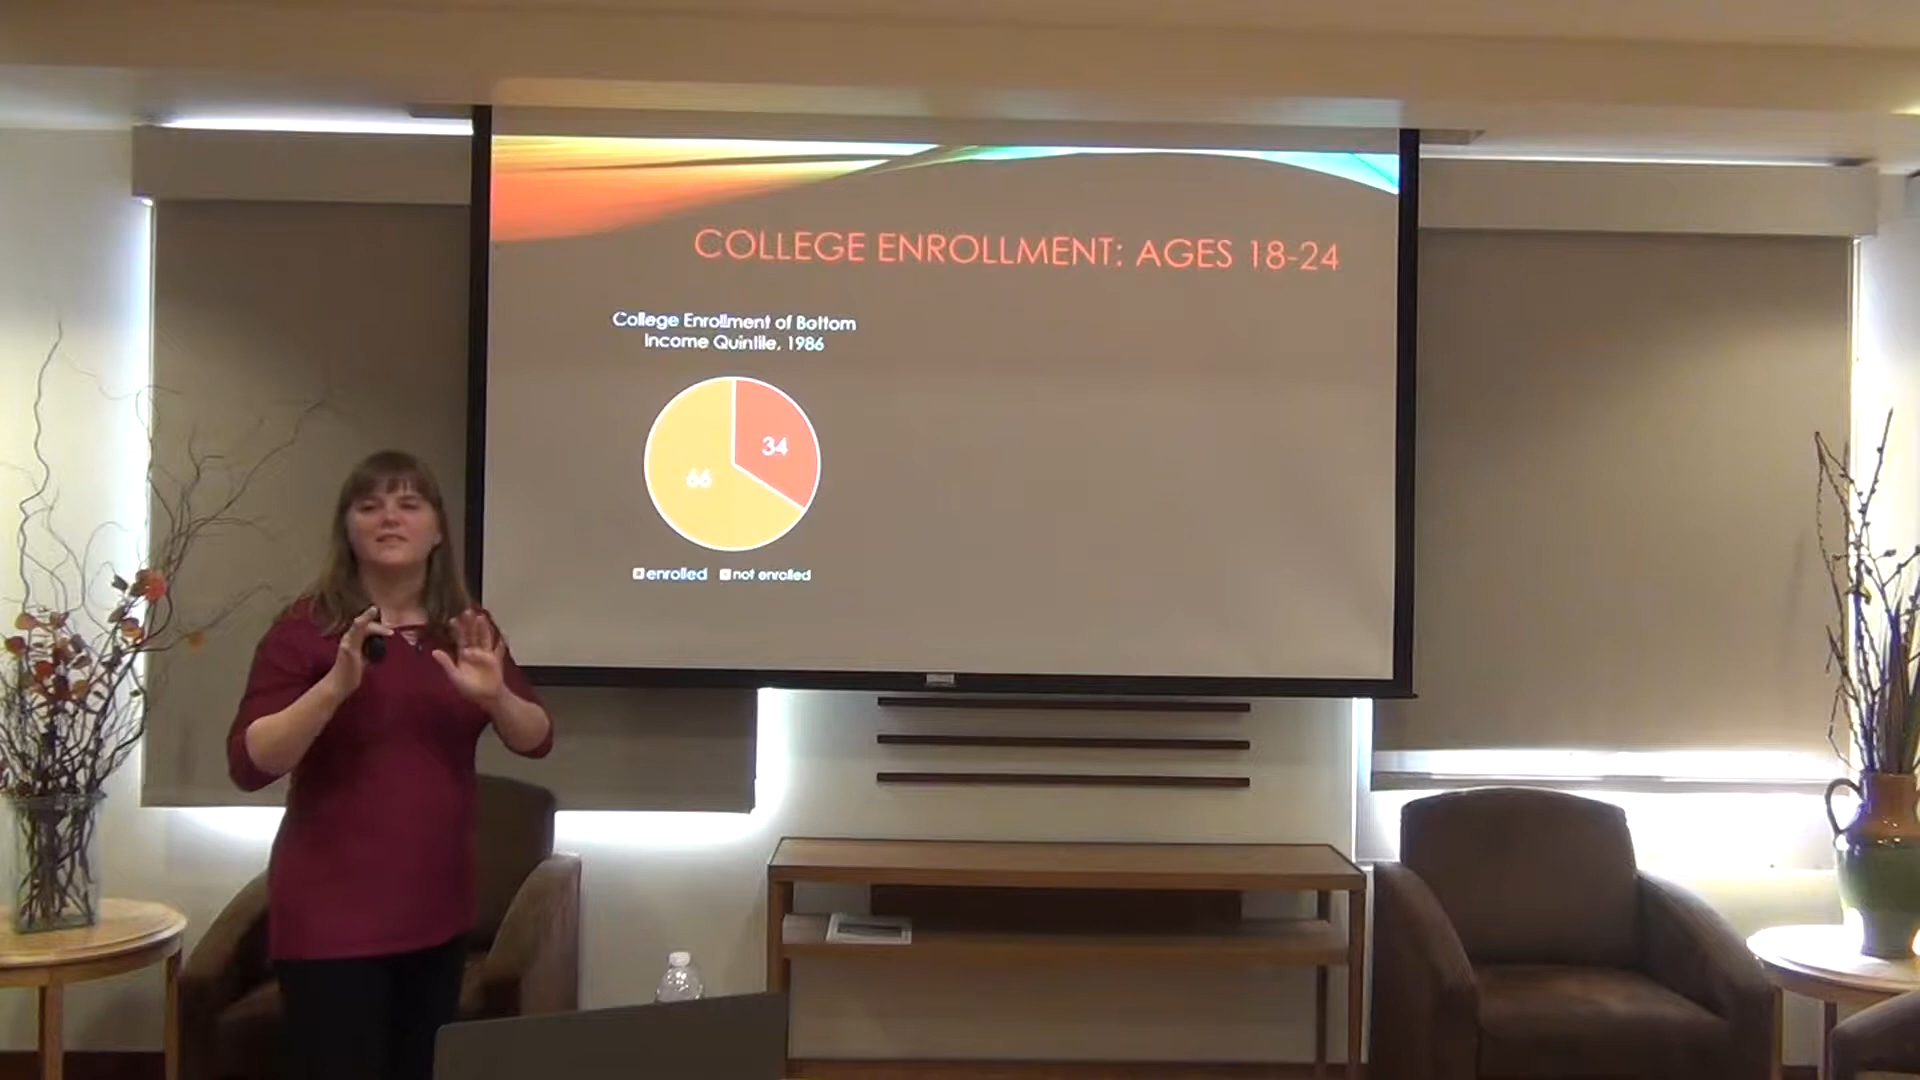 COLLEGE ENROLLMENT: AGES 18-24
College Enrollment of Bottom
Income Quintile, 1986
34
66
enrolled not enrolled